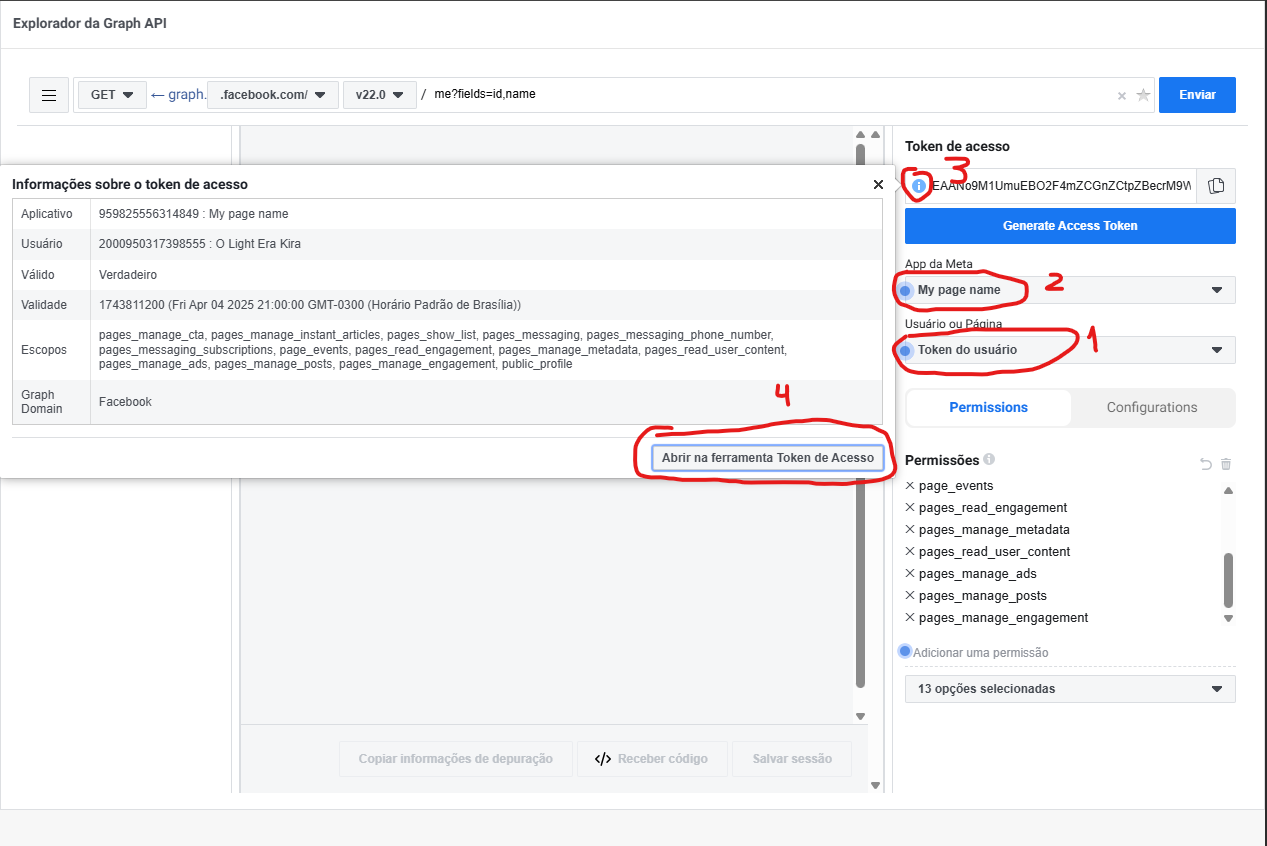 Explorador da Graph API
GET ← graph. .facebook.com/ v22.0 / me?fields=id,name × ★ Enviar
Token de acesso
3
Informações sobre o token de acesso ×
EAANo9M1UmuEBO2F4mZCGnZCtpZBecrM9W
Aplicativo 959825556314849 : My page name
Usuário 2000950317398555 : O Light Era Kira
Válido Verdadeiro
Validade 1743811200 (Fri Apr 04 2025 21:00:00 GMT-0300 (Horário Padrão de Brasília))
Escopos pages_manage_cta, pages_manage_instant_articles, pages_show_list, pages_messaging, pages_messaging_phone_number,
pages_messaging_subscriptions, page_events, pages_read_engagement, pages_manage_metadata, pages_read_user_content,
pages_manage_ads, pages_manage_posts, pages_manage_engagement, public_profile
Graph
Domain
Facebook
4
Abrir na ferramenta Token de Acesso
Generate Access Token
App da Meta
My page name 2
Usuário ou Página
Token do usuário 1
Permissions Configurations
Permissões
× page_events
× pages_read_engagement
× pages_manage_metadata
× pages_read_user_content
× pages_manage_ads
× pages_manage_posts
× pages_manage_engagement
Adicionar uma permissão
13 opções selecionadas
Copiar informações de depuração </> Receber código Salvar sessão